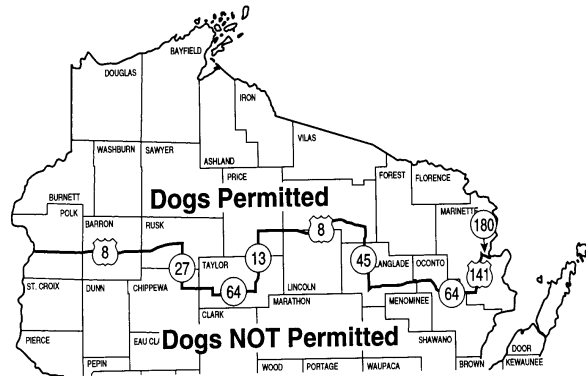 BAYFIELD
DOUGLAS
IRON
VILAS
WASHBURN
SAWYER
ASHLAND
PRICE
FOREST
FLORENCE
Dogs Permitted
BURNETT
POLK
BARRON
RUSK
MARINETTE
180
8
8
27
TAYLOR
13
45
ANGLADE
OCONTO
141
64
64
ST. CROIX
DUNN
CHIPPEWA
LINCOLN
MARATHON
MENOMINEE
CLARK
Dogs NOT Permitted
PIERCE
EAU CL
SHAWANO
DOOR
PEPIN
WOOD
PORTAGE
WAUPACA
BROWN
KEWAUNEE